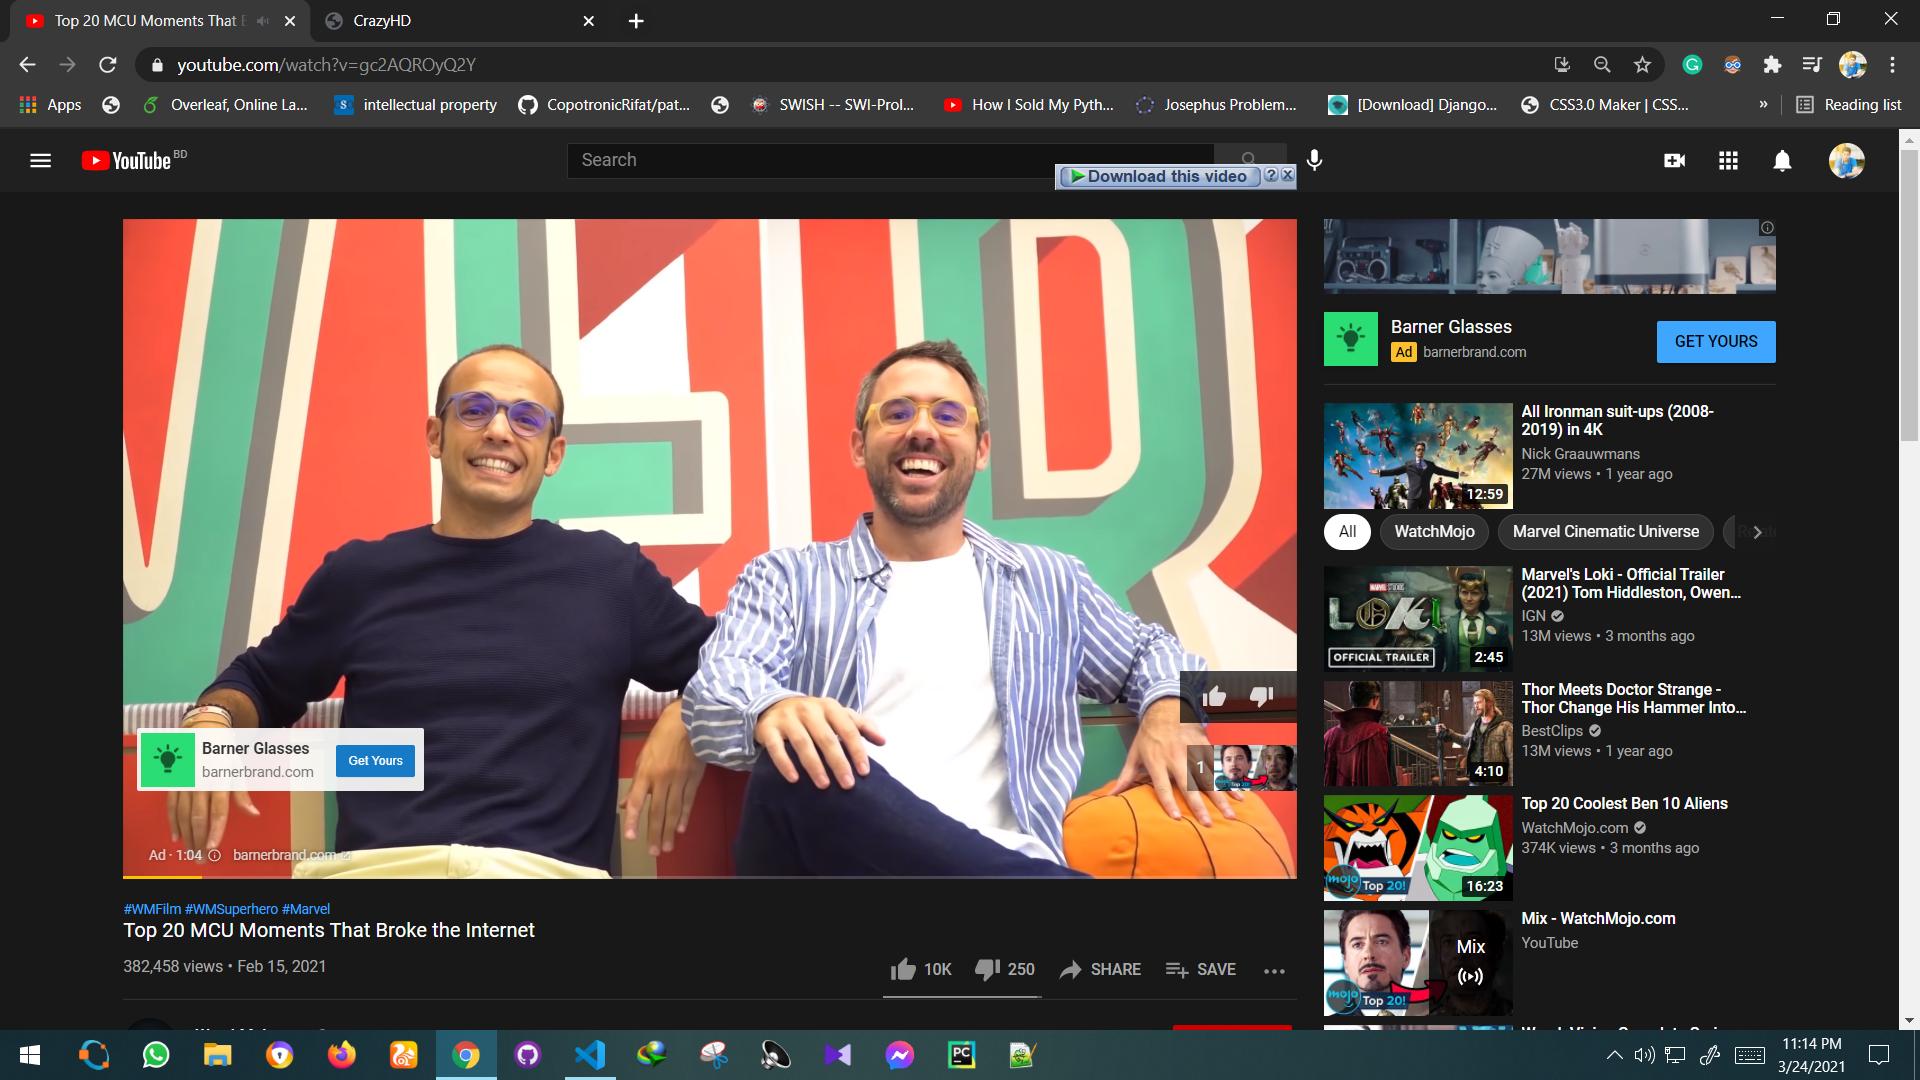 Top 20 MCU Moments That
CrazyHD
youtube.com/watch?v=gc2AQROyQ2Y
Apps
Overleaf, Online La...
intellectual property
CopotronicRifat/pat...
SWISH -- SWI-Prol...
How I Sold My Pyth...
Josephus Problem...
[Download] Django...
CSS3.0 Maker | CSS...
»
Reading list
YouTube BD
Search
Download this video
Barner Glasses
Ad barnerbrand.com
GET YOURS
All Ironman suit-ups (2008-
2019) in 4K
Nick Graauwmans
27M views • 1 year ago
12:59
All
WatchMojo
Marvel Cinematic Universe
MARVEL STUDIOS
LOKI
OFFICIAL TRAILER
2:45
Marvel's Loki - Official Trailer
(2021) Tom Hiddleston, Owen...
IGN
13M views • 3 months ago
Thor Meets Doctor Strange -
Thor Change His Hammer Into...
BestClips
13M views • 1 year ago
4:10
Top 20 Coolest Ben 10 Aliens
WatchMojo.com
374K views • 3 months ago
mojo Top 20!
16:23
Mix - WatchMojo.com
YouTube
Mix
mojo Top 20!
Barner Glasses
barnerbrand.com
Get Yours
1
Top 20!
Ad · 1:04
barnerbrand.com
#WMFilm #WMSuperhero #Marvel
Top 20 MCU Moments That Broke the Internet
382,458 views • Feb 15, 2021
10K
250
SHARE
SAVE
PC
11:14 PM
3/24/2021